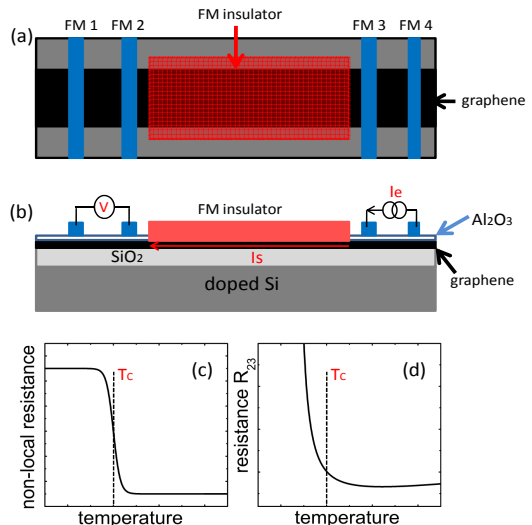 FM insulator
(a)
FM 1
FM 2
FM 3
FM 4
graphene
(b)
V
FM insulator
Ie
Al2O3
SiO2
Is
graphene
doped Si
(c)
Tc
non-local resistance
temperature
(d)
Tc
resistance R23
temperature